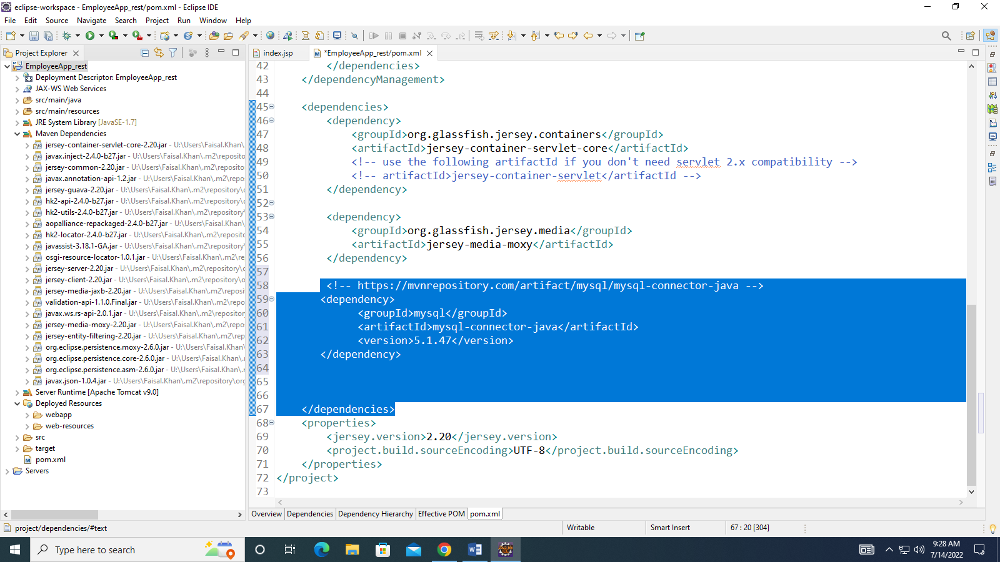 eclipse-workspace - EmployeeApp_rest/pom.xml - Eclipse IDE
File Edit Source Navigate Search Project Run Window Help
Project Explorer
index.jsp
*EmployeeApp_rest/pom.xml
EmployeeApp_rest
Deployment Descriptor: EmployeeApp_rest
JAX-WS Web Services
src/main/java
src/main/resources
JRE System Library [JavaSE-1.7]
Maven Dependencies
jersey-container-servlet-core-2.20.jar - U:\Users\Faisal.Khan\
javax.inject-2.4.0-b27.jar - U:\Users\Faisal.Khan\.m2\reposito
jersey-common-2.20.jar - U:\Users\Faisal.Khan\.m2\reposito
javax.annotation-api-1.2.jar - U:\Users\Faisal.Khan\.m2\repo
jersey-guava-2.20.jar - U:\Users\Faisal.Khan\.m2\repository\
hk2-api-2.4.0-b27.jar - U:\Users\Faisal.Khan\.m2\repository\
hk2-utils-2.4.0-b27.jar - U:\Users\Faisal.Khan\.m2\repository
aopalliance-repackaged-2.4.0-b27.jar - U:\Users\Faisal.Khan\
hk2-locator-2.4.0-b27.jar - U:\Users\Faisal.Khan\.m2\reposito
javassist-3.18.1-GA.jar - U:\Users\Faisal.Khan\.m2\repositor
osgi-resource-locator-1.0.1.jar - U:\Users\Faisal.Khan\.m2\re
jersey-server-2.20.jar - U:\Users\Faisal.Khan\.m2\repository\
jersey-client-2.20.jar - U:\Users\Faisal.Khan\.m2\repository\
jersey-media-jaxb-2.20.jar - U:\Users\Faisal.Khan\.m2\reposi
validation-api-1.1.0.Final.jar - U:\Users\Faisal.Khan\.m2\rep
javax.ws.rs-api-2.0.1.jar - U:\Users\Faisal.Khan\.m2\reposito
jersey-media-moxy-2.20.jar - U:\Users\Faisal.Khan\.m2\repo
jersey-entity-filtering-2.20.jar - U:\Users\Faisal.Khan\.m2\rep
org.eclipse.persistence.moxy-2.6.0.jar - U:\Users\Faisal.Khan\
org.eclipse.persistence.core-2.6.0.jar - U:\Users\Faisal.Khan\.
org.eclipse.persistence.asm-2.6.0.jar - U:\Users\Faisal.Khan\.
javax.json-1.0.4.jar - U:\Users\Faisal.Khan\.m2\repository\org
Server Runtime [Apache Tomcat v9.0]
Deployed Resources
webapp
web-resources
src
target
pom.xml
Servers
42 </dependencies>
43 </dependencyManagement>
44
45 <dependencies>
46 <dependency>
47 <groupId>org.glassfish.jersey.containers</groupId>
48 <artifactId>jersey-container-servlet-core</artifactId>
49 <!-- use the following artifactId if you don't need servlet 2.x compatibility -->
50 <!-- artifactId>jersey-container-servlet</artifactId -->
51 </dependency>
52
53 <dependency>
54 <groupId>org.glassfish.jersey.media</groupId>
55 <artifactId>jersey-media-moxy</artifactId>
56 </dependency>
57
58 <!-- https://mvnrepository.com/artifact/mysql/mysql-connector-java -->
59 <dependency>
60 <groupId>mysql</groupId>
61 <artifactId>mysql-connector-java</artifactId>
62 <version>5.1.47</version>
63 </dependency>
64
65
66
67 </dependencies>
68 <properties>
69 <jersey.version>2.20</jersey.version>
70 <project.build.sourceEncoding>UTF-8</project.build.sourceEncoding>
71 </properties>
72 </project>
73
Overview Dependencies Dependency Hierarchy Effective POM pom.xml
project/dependencies/#text
Writable
Smart Insert
67 : 20 [304]
Type here to search
9:28 AM
7/14/2022